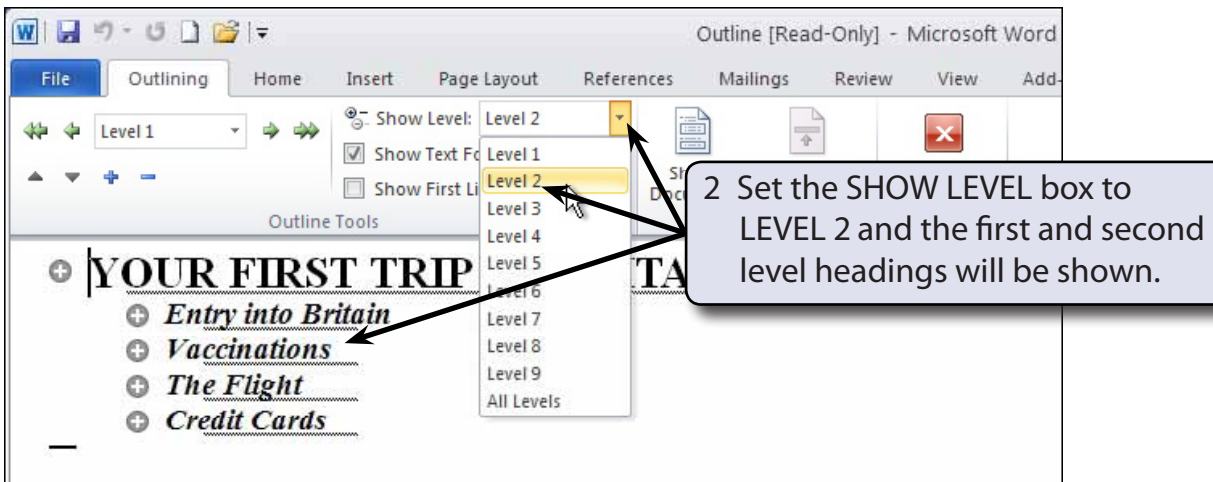 W
Outline [Read-Only] - Microsoft Word
File Outlining Home Insert Page Layout References Mailings Review View Add-
Level 1
Show Level: Level 2
Show Text Fo
Show First Li
Outline Tools
Level 1
Level 2
Level 3
Level 4
Level 5
Level 6
Level 7
Level 8
Level 9
All Levels
2 Set the SHOW LEVEL box to
LEVEL 2 and the first and second
level headings will be shown.
YOUR FIRST TRIP
Entry into Britain
Vaccinations
The Flight
Credit Cards